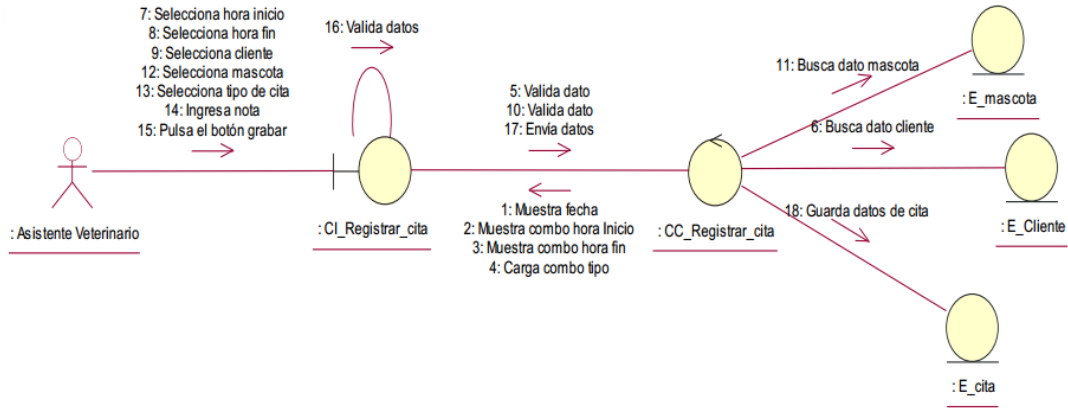 7: Selecciona hora inicio
8: Selecciona hora fin
9: Selecciona cliente
12: Selecciona mascota
13: Selecciona tipo de cita
14: Ingresa nota
15: Pulsa el botón grabar
: Asistente Veterinario
16: Valida datos
: CI_Registrar_cita
5: Valida dato
10: Valida dato
17: Envía datos
1: Muestra fecha
2: Muestra combo hora Inicio
3: Muestra combo hora fin
4: Carga combo tipo
: CC_Registrar_cita
11: Busca dato mascota
: E_mascota
6: Busca dato cliente
: E_Cliente
18: Guarda datos de cita
: E_cita